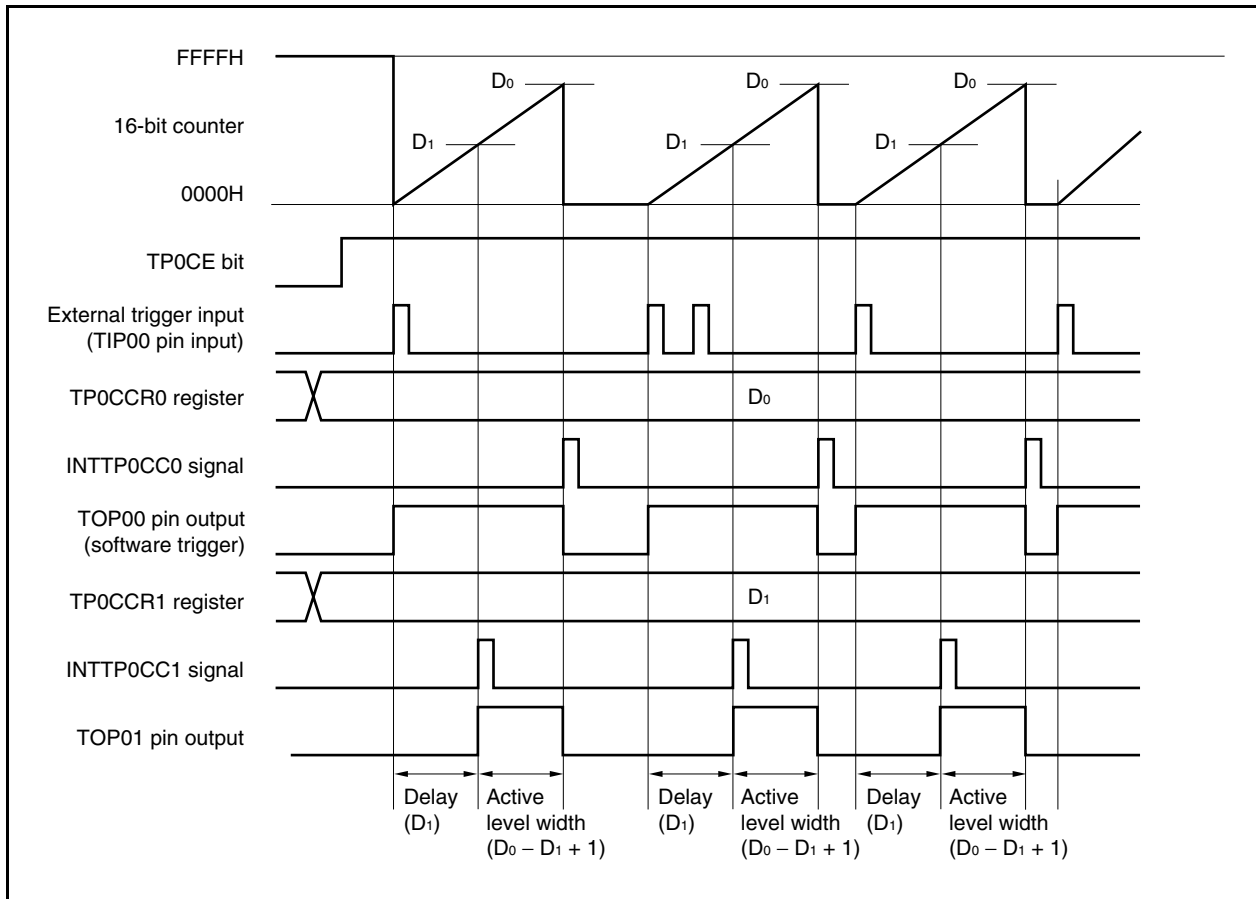 FFFFH
D₀
D₀
D₀
16-bit counter
D₁
D₁
D₁
0000H
TP0CE bit
External trigger input
(TIP00 pin input)
TP0CCR0 register
D₀
INTTP0CC0 signal
TOP00 pin output
(software trigger)
TP0CCR1 register
D₁
INTTP0CC1 signal
TOP01 pin output
Delay
(D₁)
Active
level width
(D₀ − D₁ + 1)
Delay
(D₁)
Active
level width
(D₀ − D₁ + 1)
Delay
(D₁)
Active
level width
(D₀ − D₁ + 1)